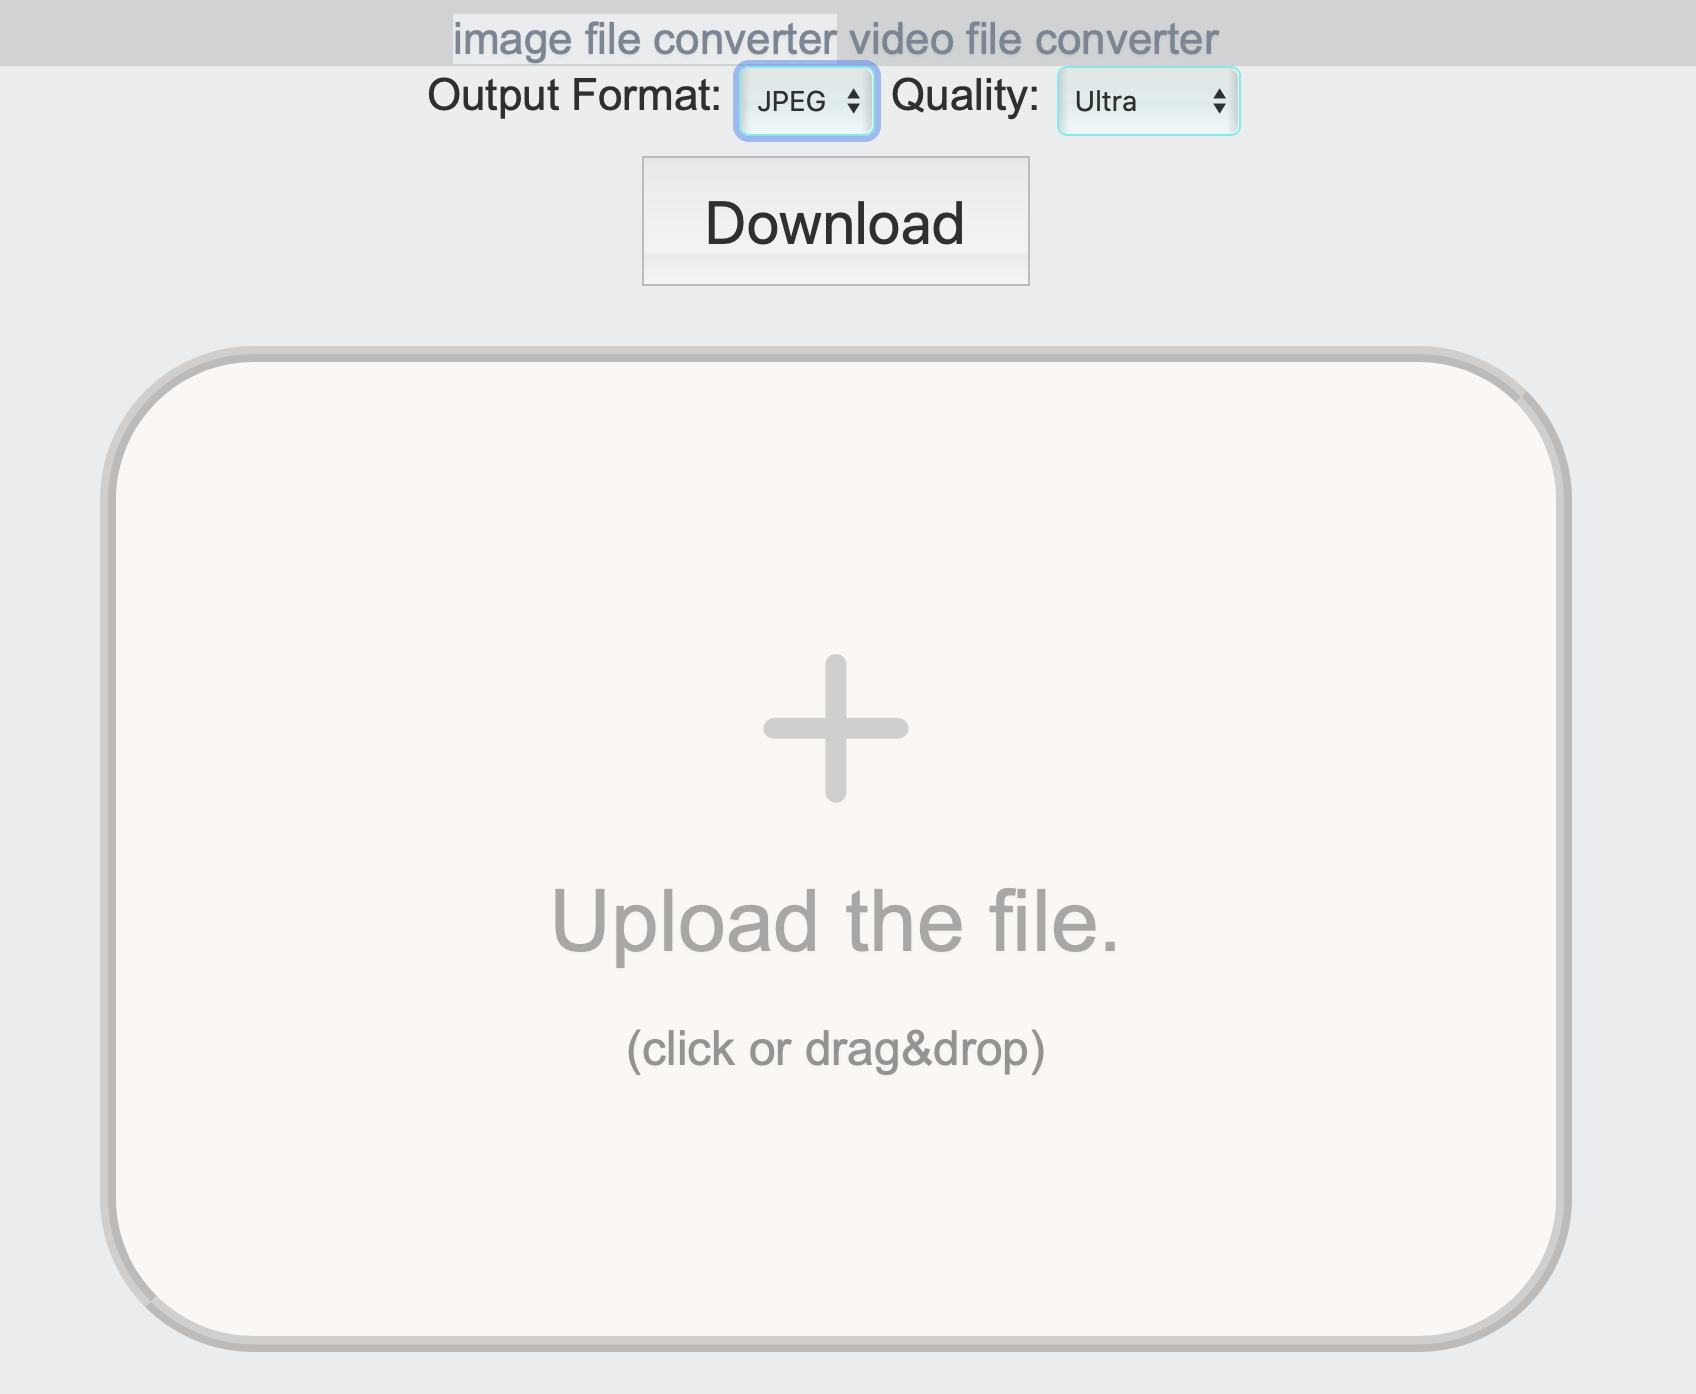 image file converter video file converter
Output Format: JPEG Quality: Ultra
Download
Upload the file.
(click or drag&drop)